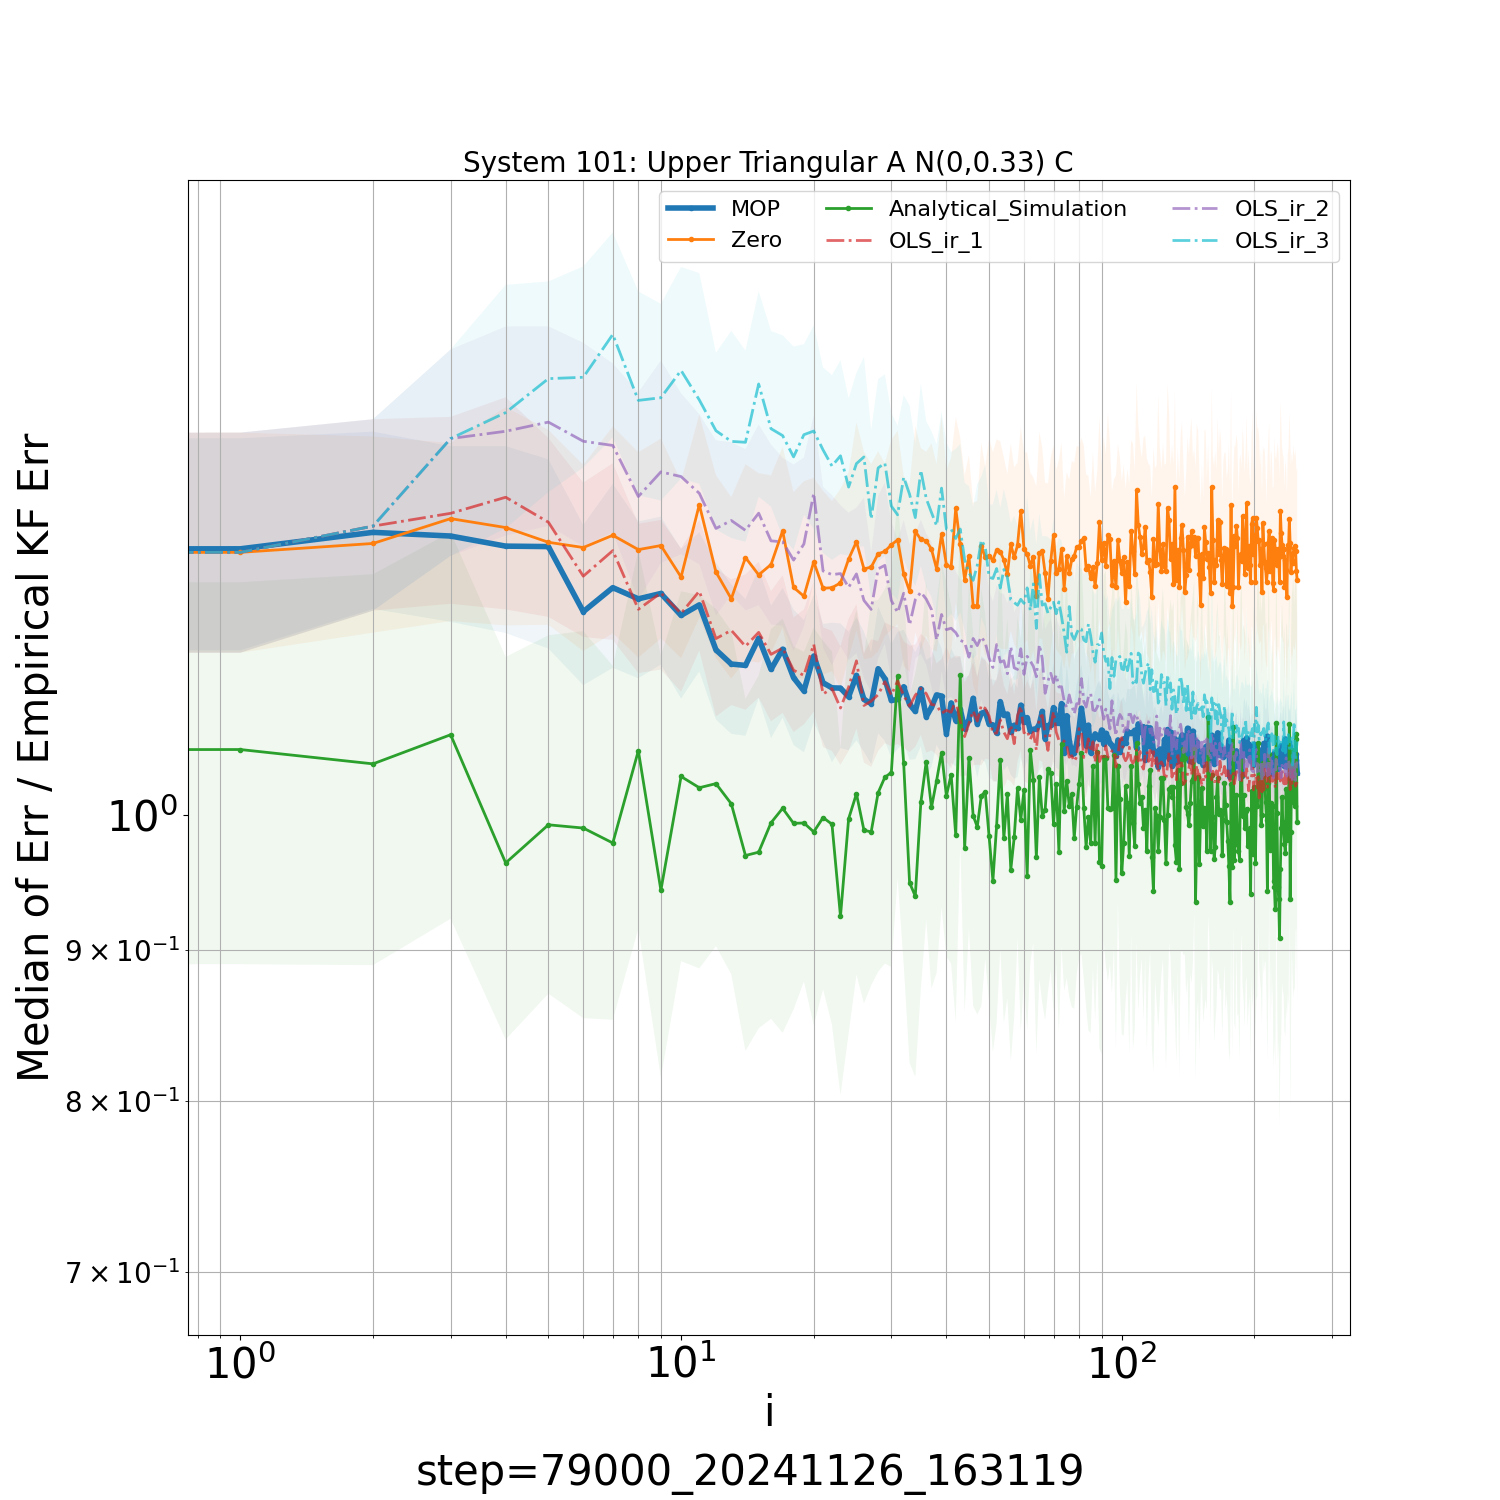 System 101: Upper Triangular A N(0,0.33) C
MOP
Zero
Analytical_Simulation
OLS_ir_1
OLS_ir_2
OLS_ir_3
Median of Err / Empirical KF Err
10⁰
9 × 10⁻¹
8 × 10⁻¹
7 × 10⁻¹
10⁰ 10¹ 10²
i
step=79000_20241126_163119